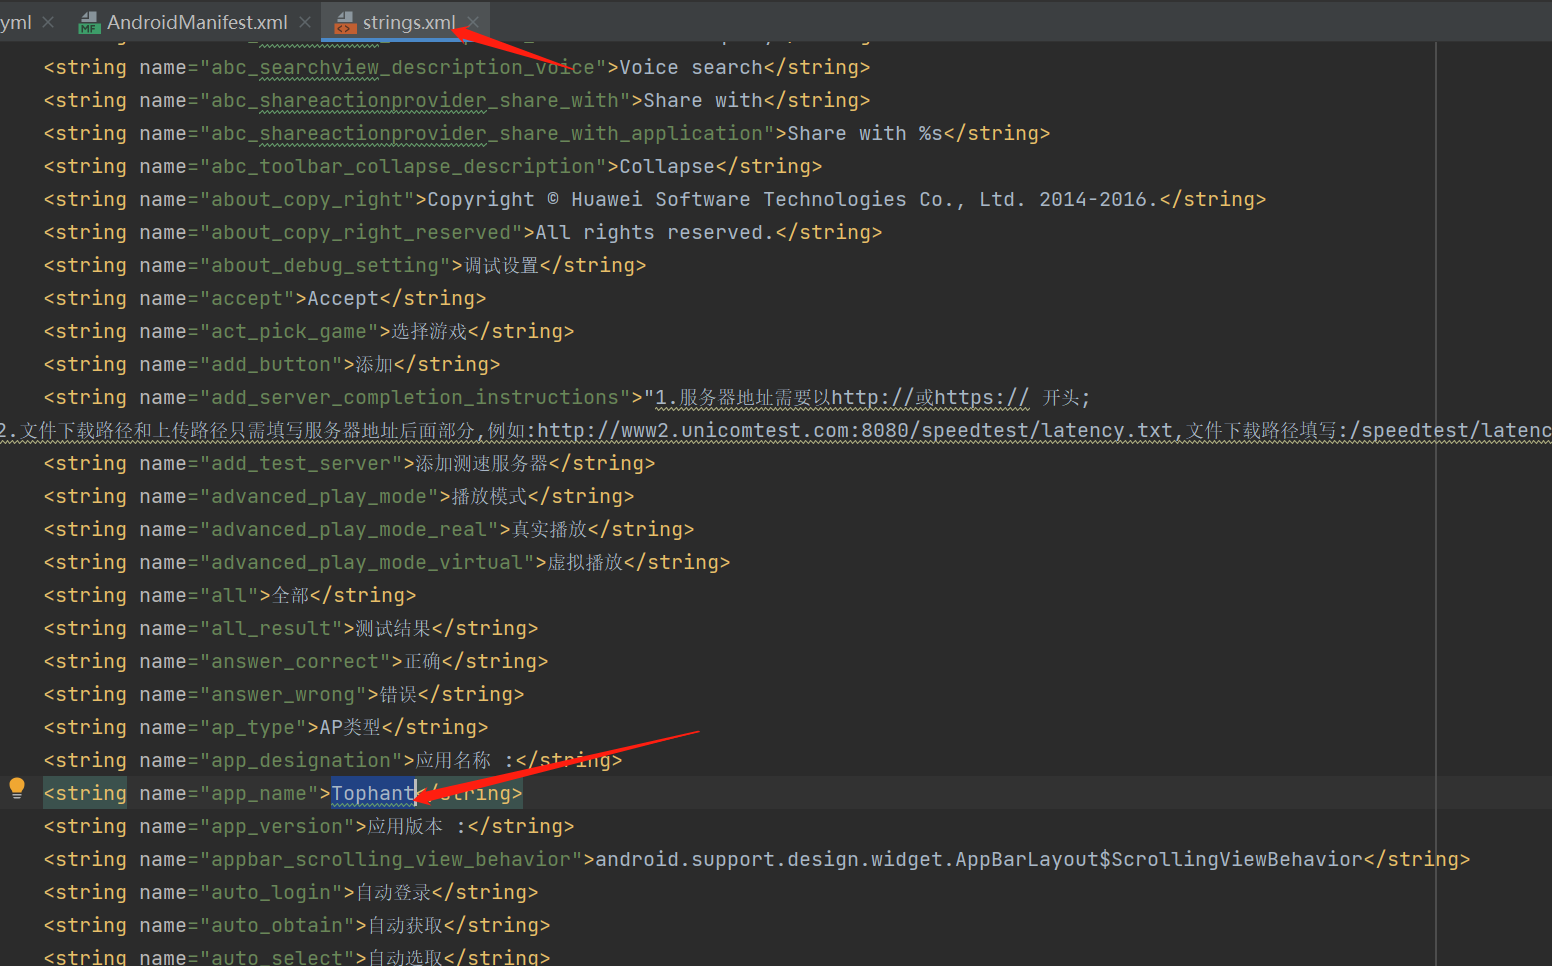 yml AndroidManifest.xml strings.xml
<string name="abc_searchview_description_voice">Voice search</string>
<string name="abc_shareactionprovider_share_with">Share with</string>
<string name="abc_shareactionprovider_share_with_application">Share with %s</string>
<string name="abc_toolbar_collapse_description">Collapse</string>
<string name="about_copy_right">Copyright © Huawei Software Technologies Co., Ltd. 2014-2016.</string>
<string name="about_copy_right_reserved">All rights reserved.</string>
<string name="about_debug_setting">调试设置</string>
<string name="accept">Accept</string>
<string name="act_pick_game">选择游戏</string>
<string name="add_button">添加</string>
<string name="add_server_completion_instructions">"1.服务器地址需要以http://或https:// 开头;
2.文件下载路径和上传路径只需填写服务器地址后面部分,例如:http://www2.unicomtest.com:8080/speedtest/latency.txt,文件下载路径填写:/speedtest/latenc
<string name="add_test_server">添加测速服务器</string>
<string name="advanced_play_mode">播放模式</string>
<string name="advanced_play_mode_real">真实播放</string>
<string name="advanced_play_mode_virtual">虚拟播放</string>
<string name="all">全部</string>
<string name="all_result">测试结果</string>
<string name="answer_correct">正确</string>
<string name="answer_wrong">错误</string>
<string name="ap_type">AP类型</string>
<string name="app_designation">应用名称 :</string>
<string name="app_name">Tophant</string>
<string name="app_version">应用版本 :</string>
<string name="appbar_scrolling_view_behavior">android.support.design.widget.AppBarLayout$ScrollingViewBehavior</string>
<string name="auto_login">自动登录</string>
<string name="auto_obtain">自动获取</string>
<string name="auto_select">自动选取</string>